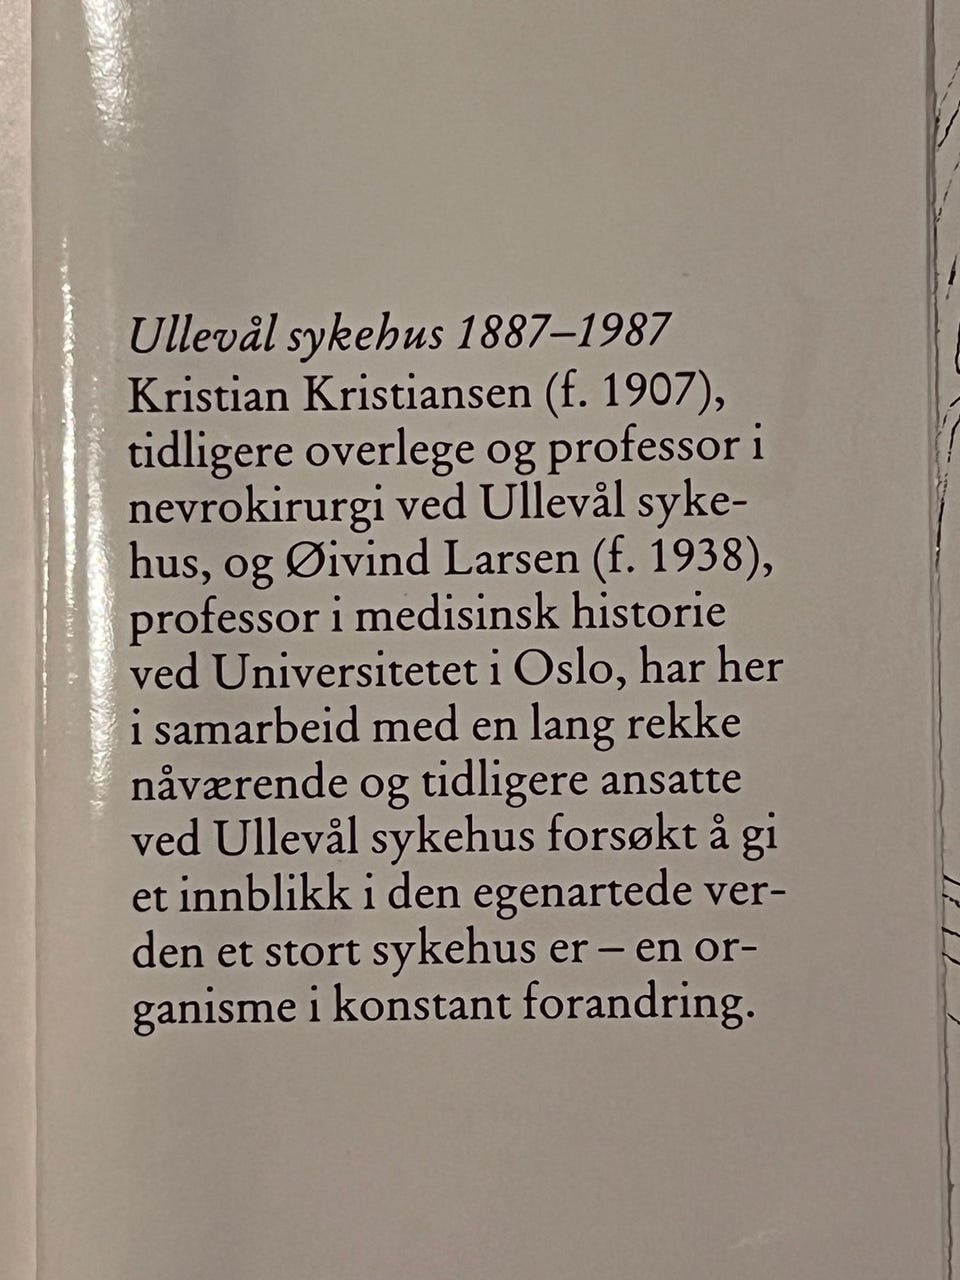 Ullevål sykehus 1887–1987
Kristian Kristiansen (f. 1907),
tidligere overlege og professor i
nevrokirurgi ved Ullevål syke-
hus, og Øivind Larsen (f. 1938),
professor i medisinsk historie
ved Universitetet i Oslo, har her
i samarbeid med en lang rekke
nåværende og tidligere ansatte
ved Ullevål sykehus forsøkt å gi
et innblikk i den egenartede ver-
den et stort sykehus er – en or-
ganisme i konstant forandring.